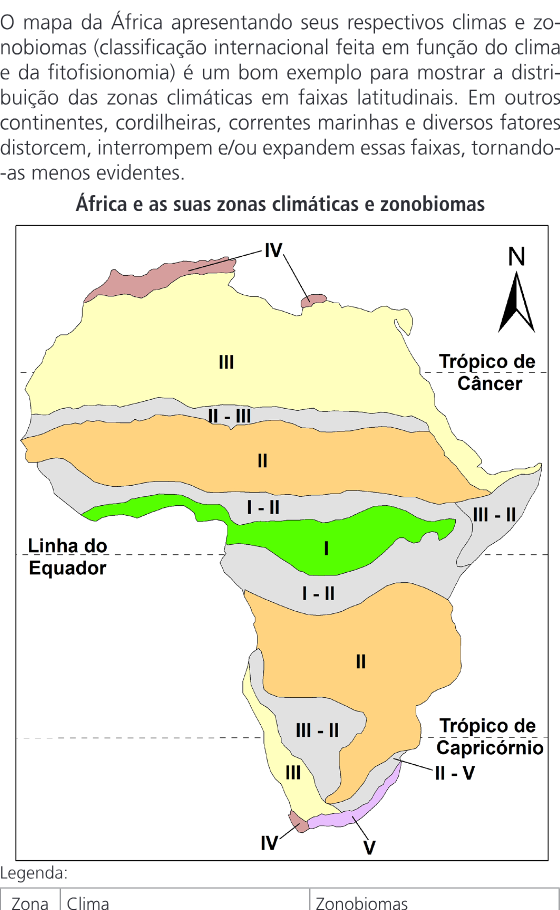 O mapa da África apresentando seus respectivos climas e zo-
nobiomas (classificação internacional feita em função do clima
e da fitofisionomia) é um bom exemplo para mostrar a distri-
buição das zonas climáticas em faixas latitudinais. Em outros
continentes, cordilheiras, correntes marinhas e diversos fatores
distorcem, interrompem e/ou expandem essas faixas, tornando-
-as menos evidentes.
África e as suas zonas climáticas e zonobiomas
IV
N
III
Trópico de
Câncer
II - III
II
I - II
III - II
Linha do
Equador
I
I - II
II
III - II
Trópico de
Capricórnio
III
II - V
IV
V
Legenda:
Zona Clima Zonobiomas